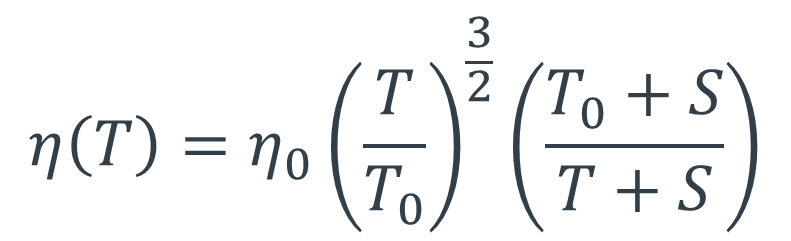 η(T) = η₀ (T/T₀)^(3/2) ((T₀ + S)/(T + S))